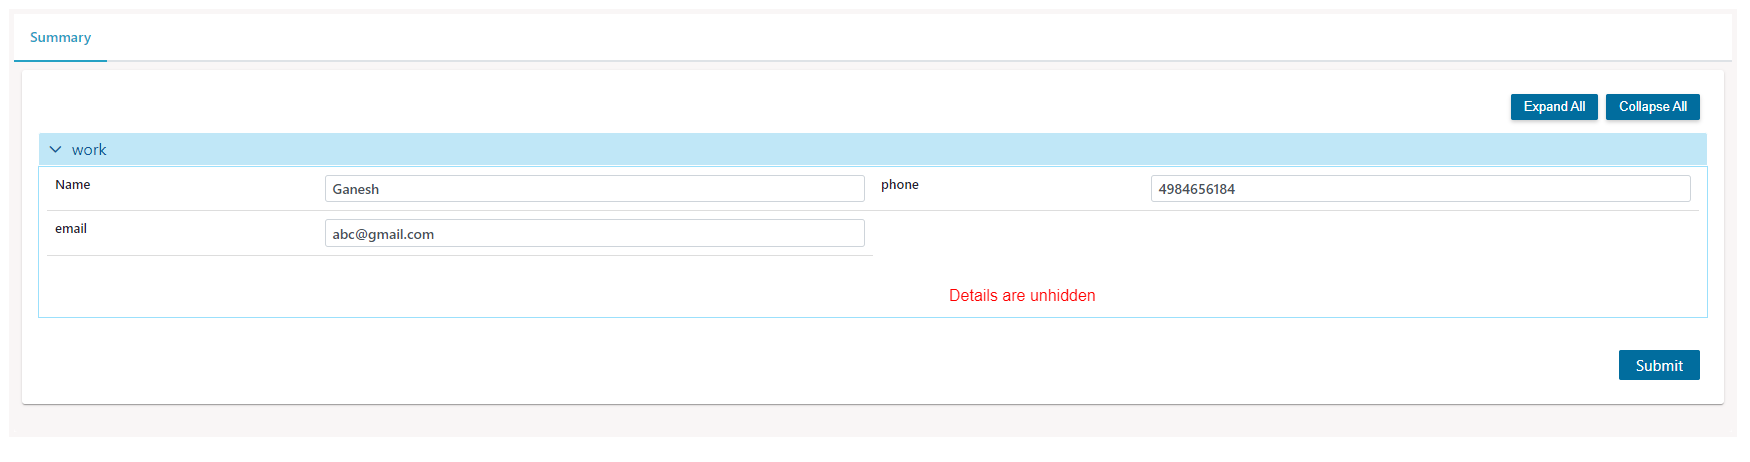 Summary
Expand All Collapse All
work
Name Ganesh phone 4984656184
email abc@gmail.com
Details are unhidden
Submit